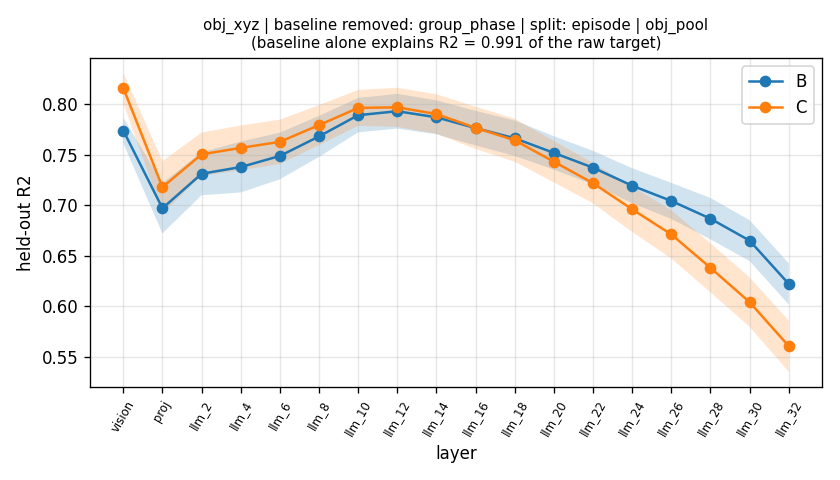 obj_xyz | baseline removed: group_phase | split: episode | obj_pool
(baseline alone explains R2 = 0.991 of the raw target)
B
C
held-out R2
0.80
0.75
0.70
0.65
0.60
0.55
vision
proj
llm_2
llm_4
llm_6
llm_8
llm_10
llm_12
llm_14
llm_16
llm_18
llm_20
llm_22
llm_24
llm_26
llm_28
llm_30
llm_32
layer